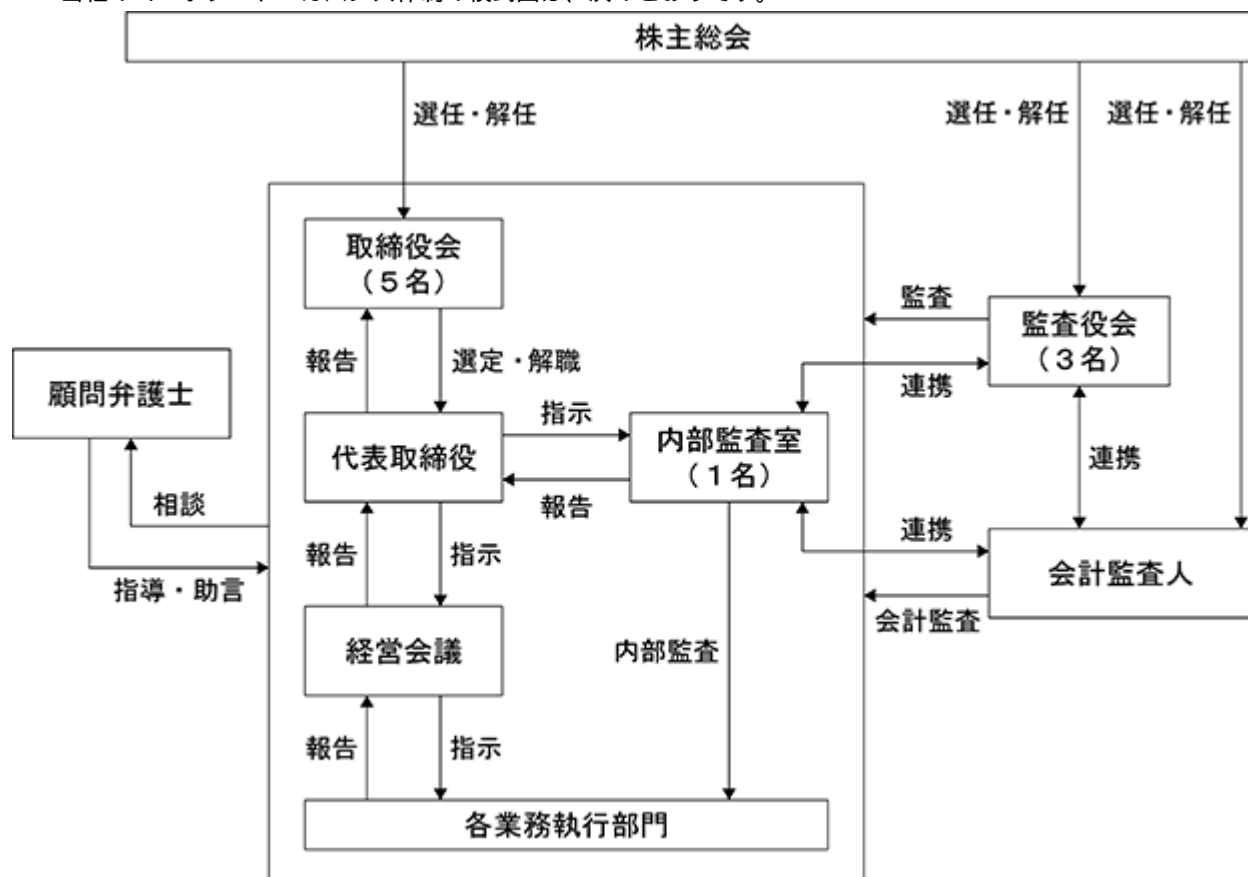 株主総会
選任・解任
選任・解任
選任・解任
取締役会
（５名）
監査
監査役会
（３名）
報告
選定・解職
連携
顧問弁護士
指示
代表取締役
内部監査室
（１名）
連携
報告
相談
連携
報告
指示
会計監査人
指導・助言
会計監査
経営会議
内部監査
報告
指示
各業務執行部門